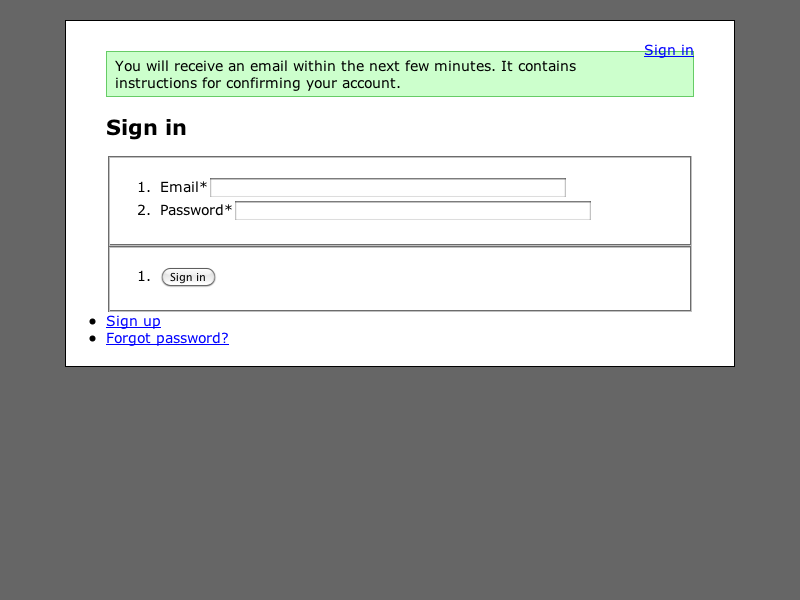 Sign in
You will receive an email within the next few minutes. It contains
instructions for confirming your account.
Sign in
1. Email*
2. Password*
1. Sign in
• Sign up
• Forgot password?